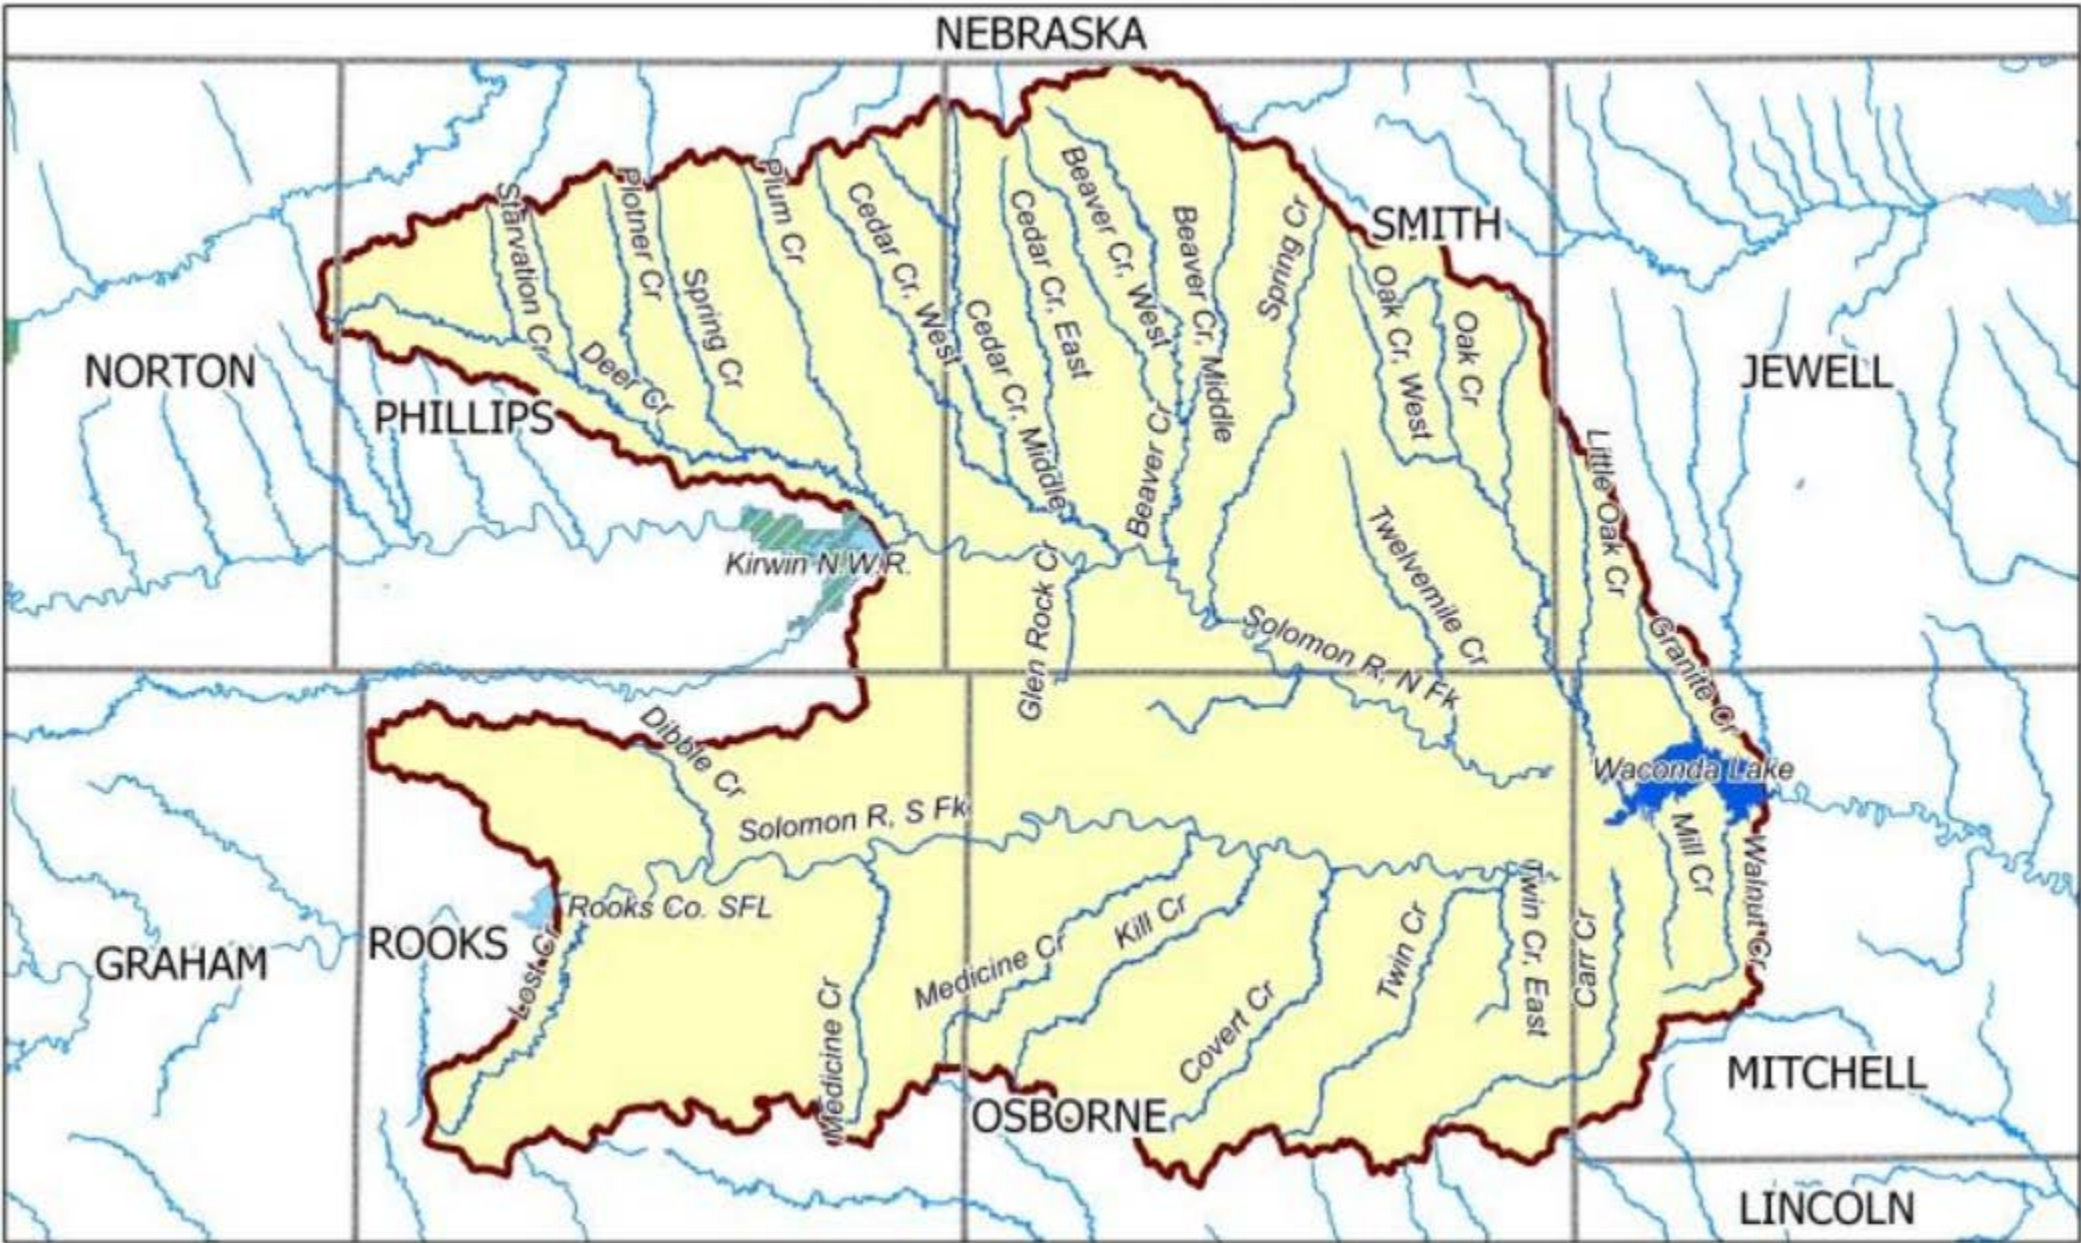 NEBRASKA
SMITH
NORTON
PHILLIPS
JEWELL
Starvation Cr
Plotner Cr
Plum Cr
Spring Cr
Deer Cr
Cedar Cr, West
Cedar Cr, Middle
Cedar Cr, East
Beaver Cr, West
Beaver Cr, Middle
Beaver Cr
Spring Cr
Oak Cr, West
Oak Cr
Little Oak Cr
Twelvemile Cr
Kirwin N.W.R.
Glen Rock Cr
Solomon R, N Fk
Granite Cr
Dibble Cr
Waconda Lake
Solomon R, S Fk
Mill Cr
Walnut Cr
Rooks Co. SFL
ROOKS
GRAHAM
Lost Cr
Medicine Cr
Medicine Cr
Kill Cr
Covert Cr
Twin Cr
Twin Cr, East
Carr Cr
OSBORNE
MITCHELL
LINCOLN